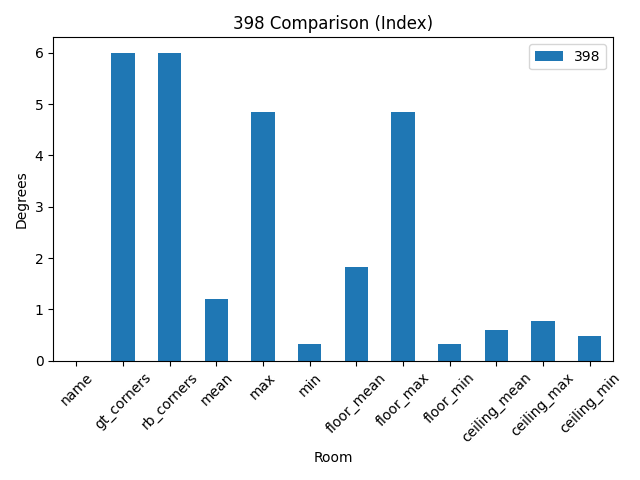 398 Comparison (Index)
398
Degrees
6
5
4
3
2
1
0
name
gt_corners
rb_corners
mean
max
min
floor_mean
floor_max
floor_min
ceiling_mean
ceiling_max
ceiling_min
Room